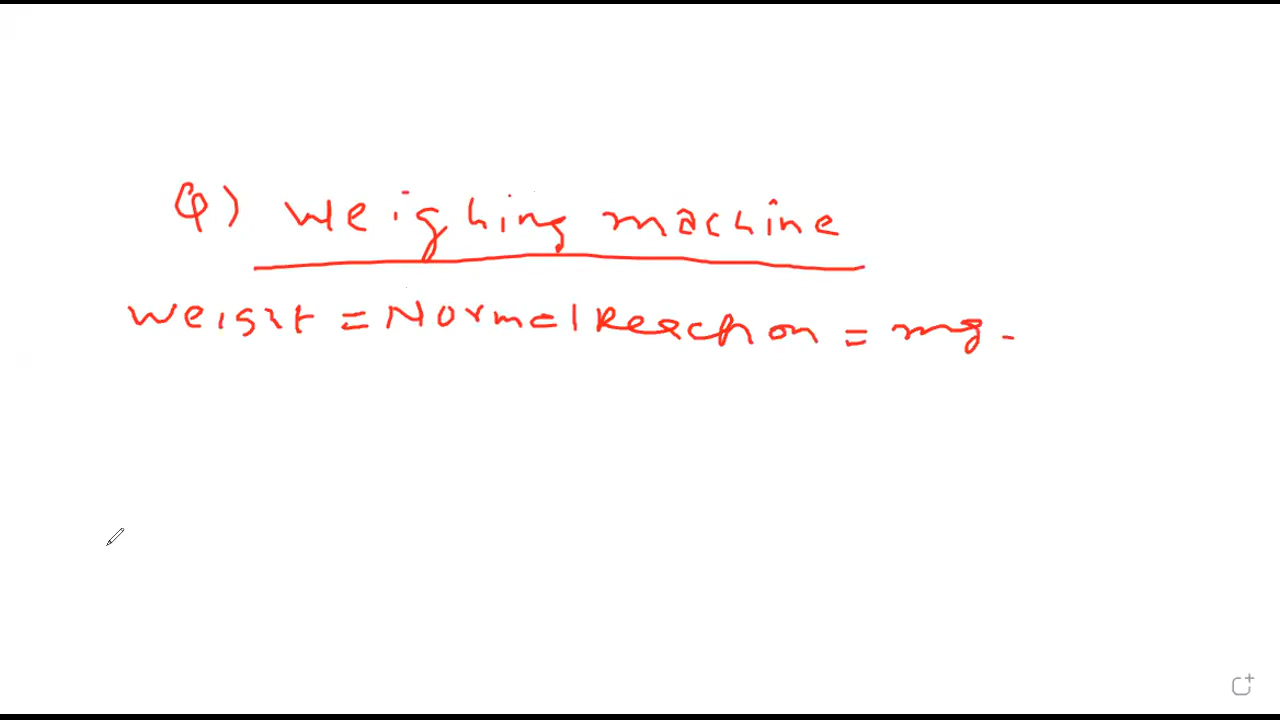 Q) Weighing machine
Weight = Normal Reaction = mg.